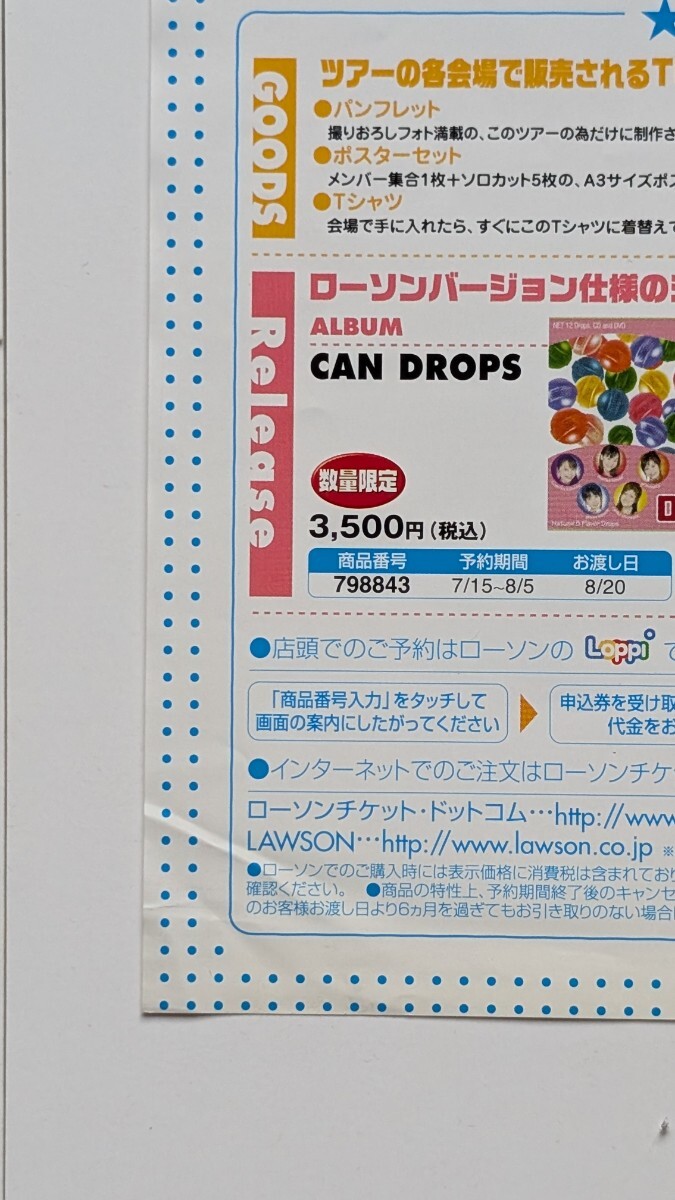 GOODS
ツアーの各会場で販売されるT
●パンフレット
撮りおろしフォト満載の、このツアーの為だけに制作さ
●ポスターセット
メンバー集合1枚+ソロカット5枚の、A3サイズポス
●Tシャツ
会場で手に入れたら、すぐにこのTシャツに着替えて
Release
ローソンバージョン仕様の
ALBUM
CAN DROPS
数量限定
3,500円(税込)
商品番号 予約期間 お渡し日
798843 7/15~8/5 8/20
●店頭でのご予約はローソンの Loppi で
「商品番号入力」をタッチして
画面の案内にしたがってください
申込券を受け取
代金をお
●インターネットでのご注文はローソンチケ
ローソンチケット・ドットコム…http://www
LAWSON…http://www.lawson.co.jp ※
●ローソンでのご購入時には表示価格に消費税は含まれており
確認ください。 ●商品の特性上、予約期間終了後のキャンセ
のお客様お渡し日より6ヵ月を過ぎてもお引き取りのない場合は